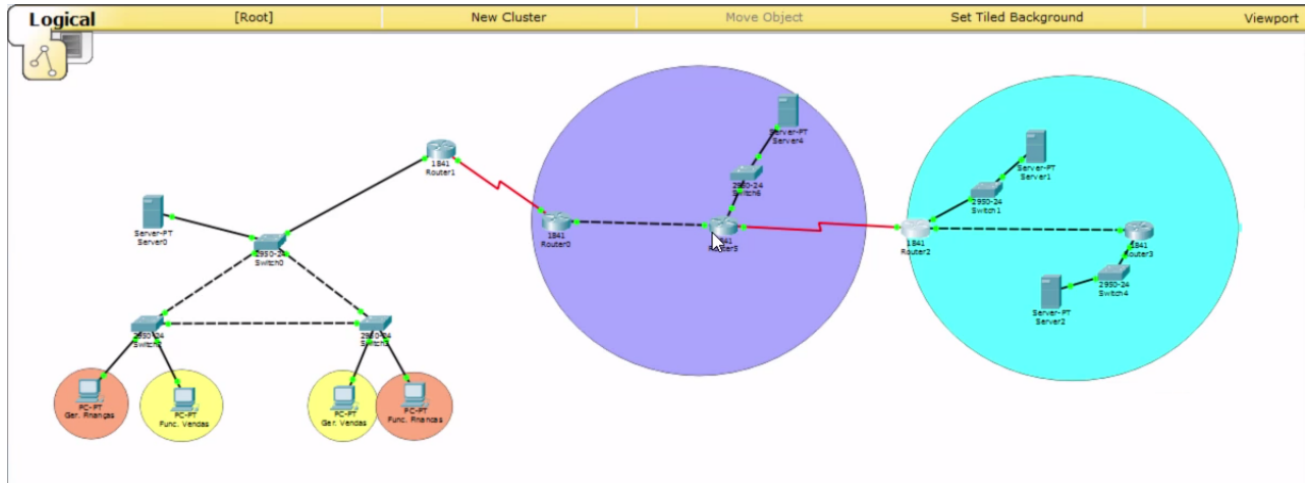 Logical
[Root]
New Cluster
Move Object
Set Tiled Background
Viewport
1841
Router1
Server-PT
Server0
2950-24
Switch0
2950-24
2950-24
PC-PT
Ger. Finanças
PC-PT
Func. Vendas
PC-PT
Ger. Vendas
PC-PT
Func. Financas
Server-PT
Server4
2950-24
Switch6
1841
Router0
Server-PT
Server1
2950-24
Switch1
1841
Router2
1841
Router3
2950-24
Switch4
Server-PT
Server2